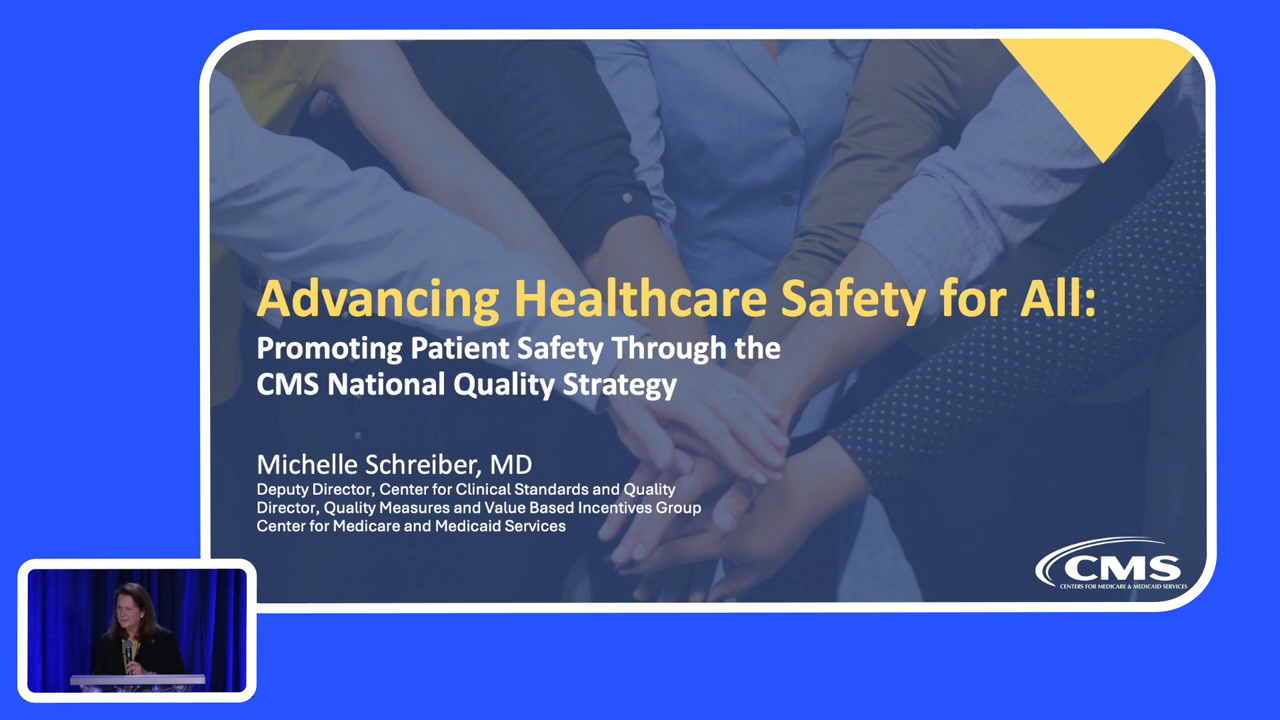 Advancing Healthcare Safety for All:
Promoting Patient Safety Through the
CMS National Quality Strategy
Michelle Schreiber, MD
Deputy Director, Center for Clinical Standards and Quality
Director, Quality Measures and Value Based Incentives Group
Center for Medicare and Medicaid Services
CMS
CENTERS FOR MEDICARE & MEDICAID SERVICES